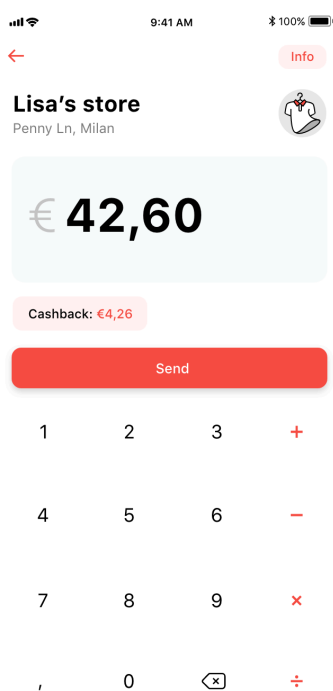 9:41 AM
100%
Info
Lisa's store
Penny Ln, Milan
€ 42,60
Cashback: €4,26
Send
1 2 3 +
4 5 6 −
7 8 9 ×
, 0 ÷